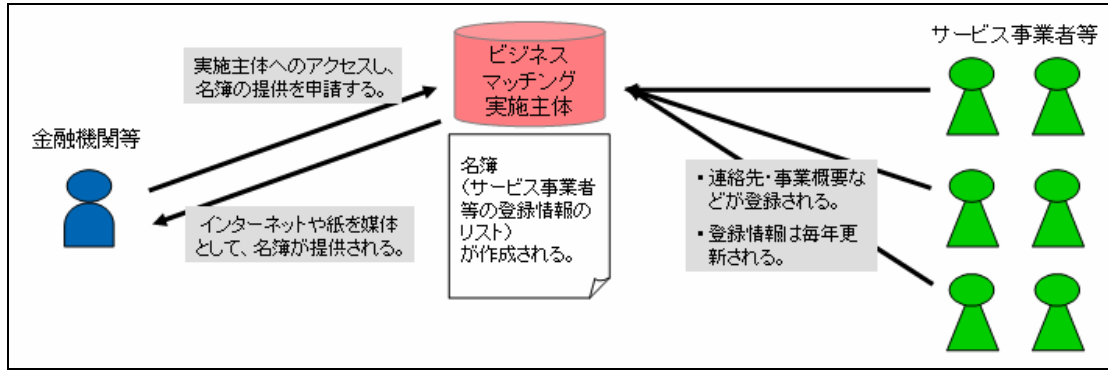 サービス事業者等
ビジネス
マッチング
実施主体
実施主体へのアクセスし、
名簿の提供を申請する。
金融機関等
名簿
（サービス事業者
等の登録情報の
リスト）
が作成される。
インターネットや紙を媒体
として、名簿が提供される。
▪ 連絡先・事業概要な
どが登録される。
▪ 登録情報は毎年更
新される。